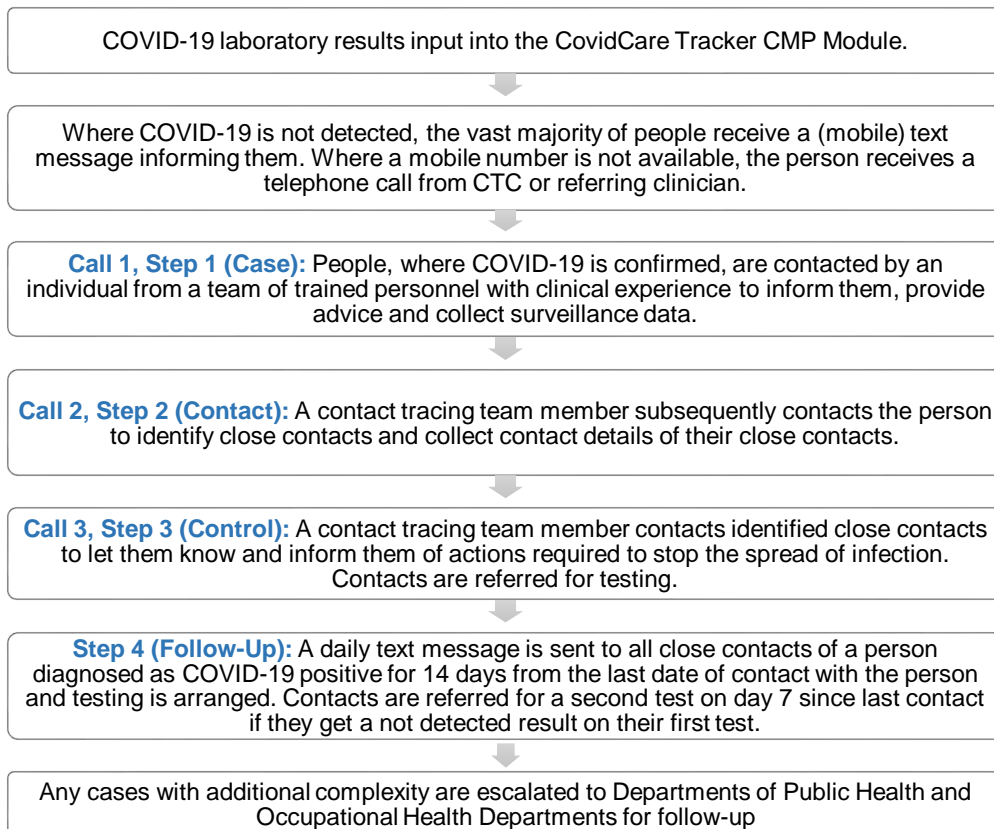 COVID-19 laboratory results input into the CovidCare Tracker CMP Module.
Where COVID-19 is not detected, the vast majority of people receive a (mobile) text
message informing them. Where a mobile number is not available, the person receives a
telephone call from CTC or referring clinician.
Call 1, Step 1 (Case): People, where COVID-19 is confirmed, are contacted by an
individual from a team of trained personnel with clinical experience to inform them, provide
advice and collect surveillance data.
Call 2, Step 2 (Contact): A contact tracing team member subsequently contacts the person
to identify close contacts and collect contact details of their close contacts.
Call 3, Step 3 (Control): A contact tracing team member contacts identified close contacts
to let them know and inform them of actions required to stop the spread of infection.
Contacts are referred for testing.
Step 4 (Follow-Up): A daily text message is sent to all close contacts of a person
diagnosed as COVID-19 positive for 14 days from the last date of contact with the person
and testing is arranged. Contacts are referred for a second test on day 7 since last contact
if they get a not detected result on their first test.
Any cases with additional complexity are escalated to Departments of Public Health and
Occupational Health Departments for follow-up